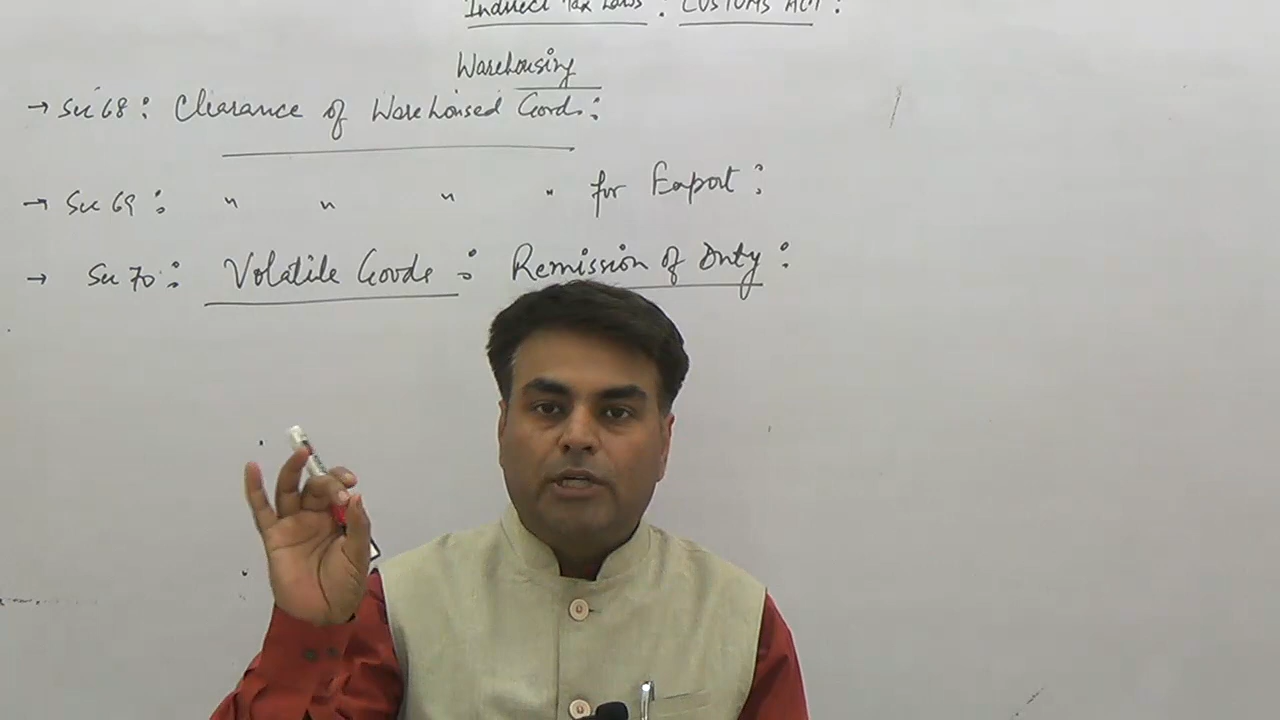 Indirect Tax Laws : CUSTOMS ACT :
Warehousing
→ Sec 68 : Clearance of Warehoused Goods :
→ Sec 69 : " " " " for Export :
→ Sec 70 : Volatile Goods : Remission of Duty :